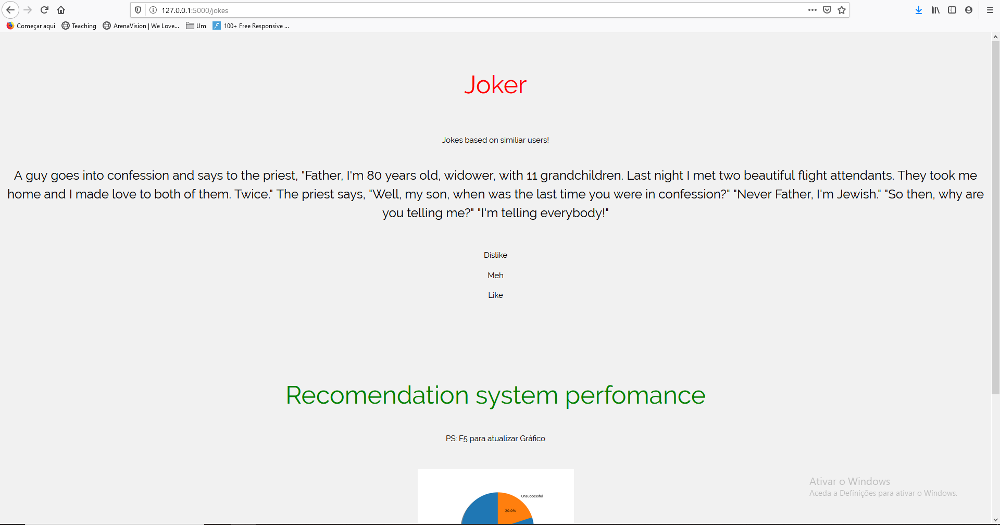 127.0.0.1:5000/jokes
Começar aqui Teaching ArenaVision | We Love... Um 100+ Free Responsive ...
Joker
Jokes based on similiar users!
A guy goes into confession and says to the priest, "Father, I'm 80 years old, widower, with 11 grandchildren. Last night I met two beautiful flight attendants. They took me
home and I made love to both of them. Twice." The priest says, "Well, my son, when was the last time you were in confession?" "Never Father, I'm Jewish." "So then, why are
you telling me?" "I'm telling everybody!"
Dislike
Meh
Like
Recomendation system perfomance
PS: F5 para atualizar Gráfico
Unsuccessful
20.0%
Ativar o Windows
Aceda a Definições para ativar o Windows.